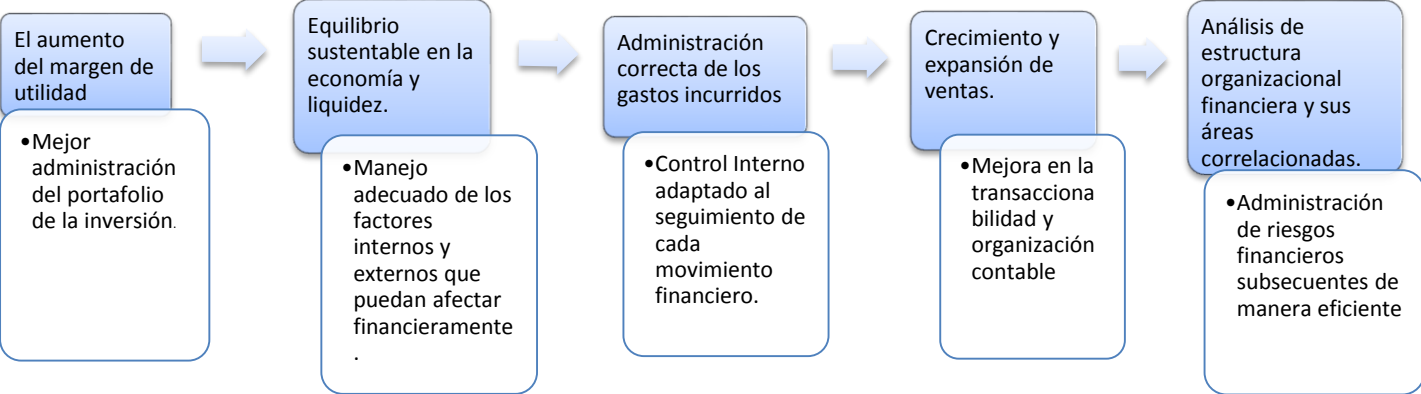 El aumento
del margen de
utilidad
•Mejor
administración
del portafolio
de la inversión.
Equilibrio
sustentable en la
economía y
liquidez.
•Manejo
adecuado de los
factores
internos y
externos que
puedan afectar
financieramente
.
Administración
correcta de los
gastos incurridos
•Control Interno
adaptado al
seguimiento de
cada
movimiento
financiero.
Crecimiento y
expansión de
ventas.
•Mejora en la
transacciona
bilidad y
organización
contable
Análisis de
estructura
organizacional
financiera y sus
áreas
correlacionadas.
•Administración
de riesgos
financieros
subsecuentes de
manera eficiente